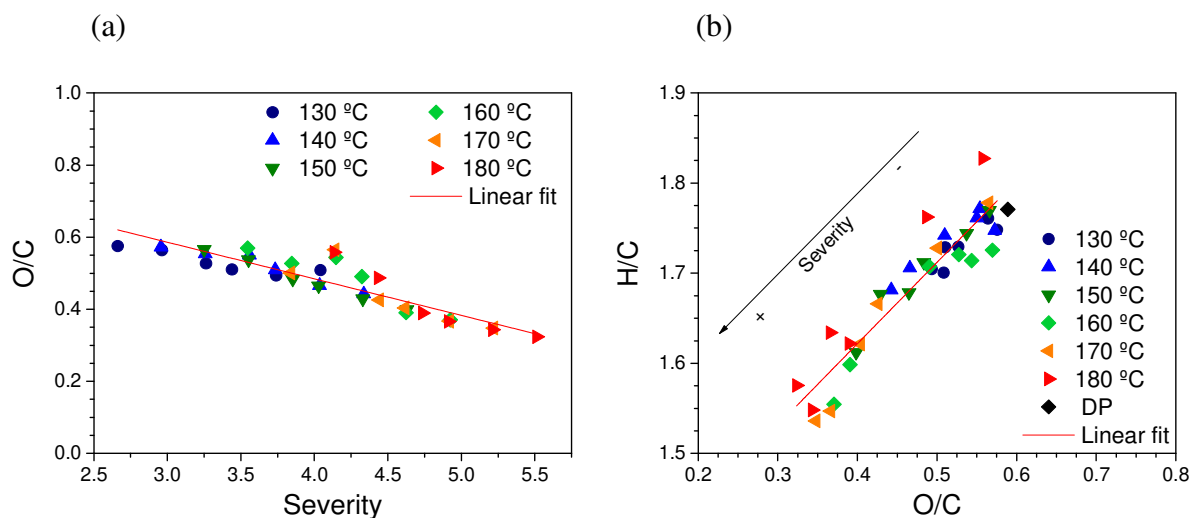 (a)
(b)
O/C
1.0
0.8
0.6
0.4
0.2
0.0
2.5 3.0 3.5 4.0 4.5 5.0 5.5
Severity
130 ºC
140 ºC
150 ºC
160 ºC
170 ºC
180 ºC
Linear fit
H/C
1.9
1.8
1.7
1.6
1.5
0.2 0.3 0.4 0.5 0.6 0.7 0.8
O/C
-
Severity
+
130 ºC
140 ºC
150 ºC
160 ºC
170 ºC
180 ºC
DP
Linear fit